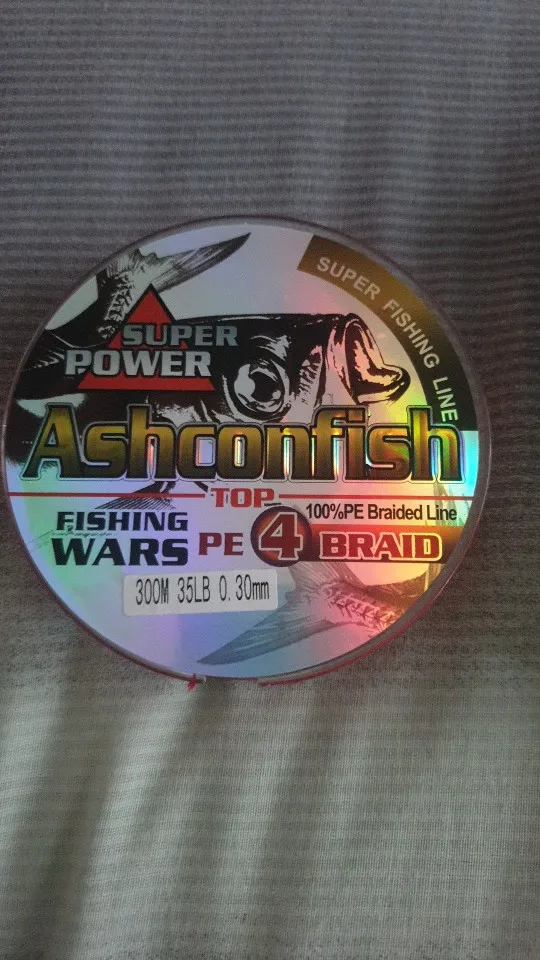 SUPER FISHING LINE
SUPER
POWER
Ashconfish
TOP
FISHING
WARS
100%PE Braided Line
PE 4 BRAID
300M 35LB 0.30mm